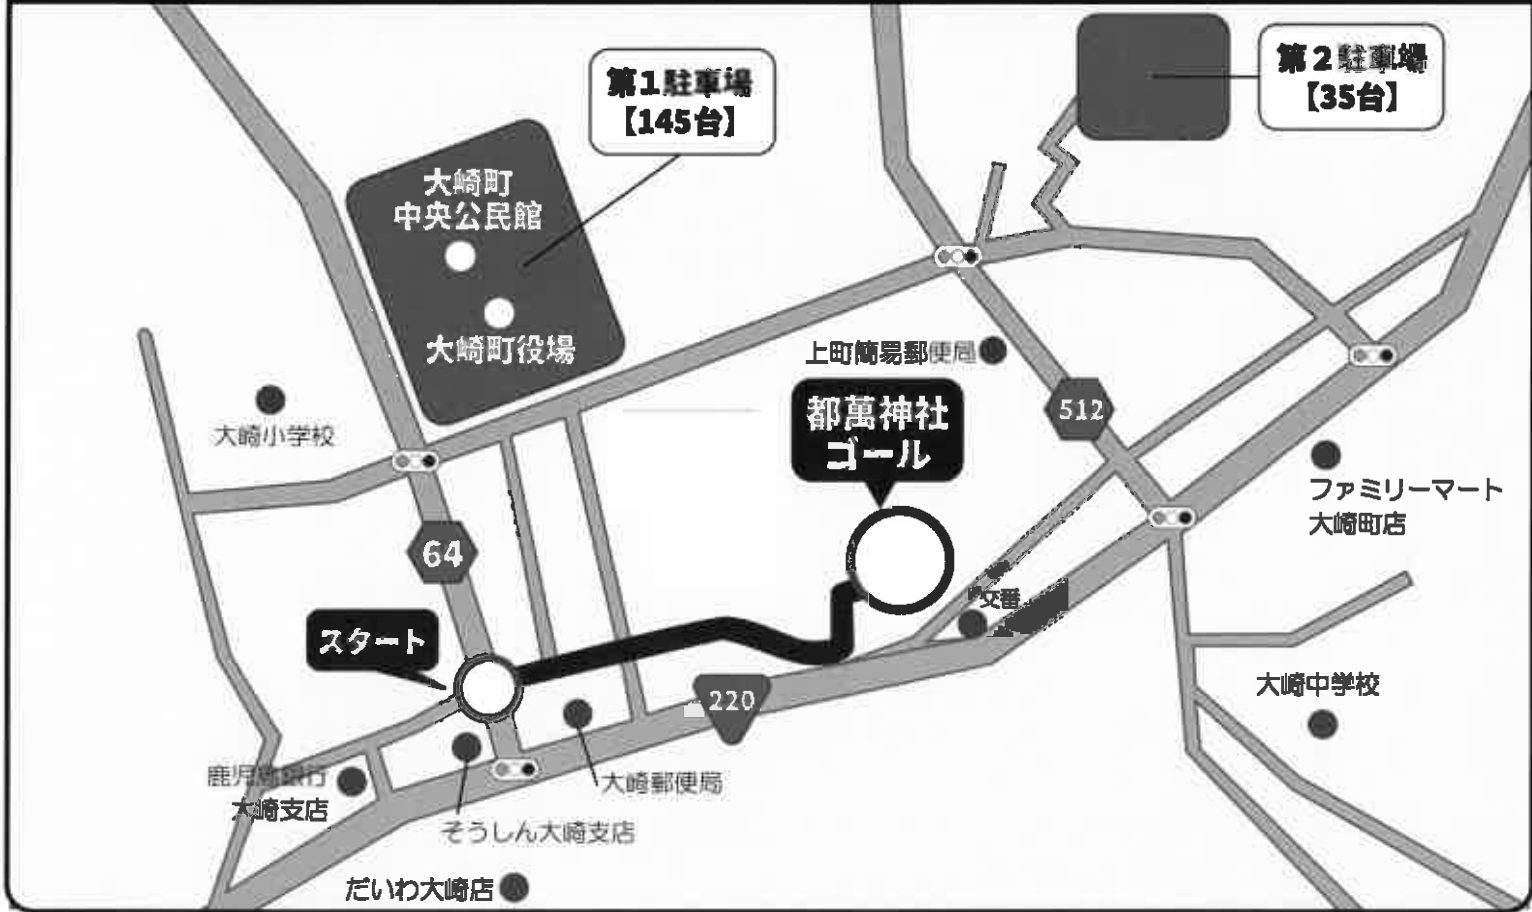 第1駐車場
【145台】
第2駐車場
【35台】
大崎町
中央公民館
大崎町役場
上町簡易郵便局
都萬神社
ゴール
512
大崎小学校
ファミリーマート
大崎町店
64
交番
スタート
220
大崎中学校
鹿児島銀行
大崎支店
大崎郵便局
そうしん大崎支店
だいわ大崎店